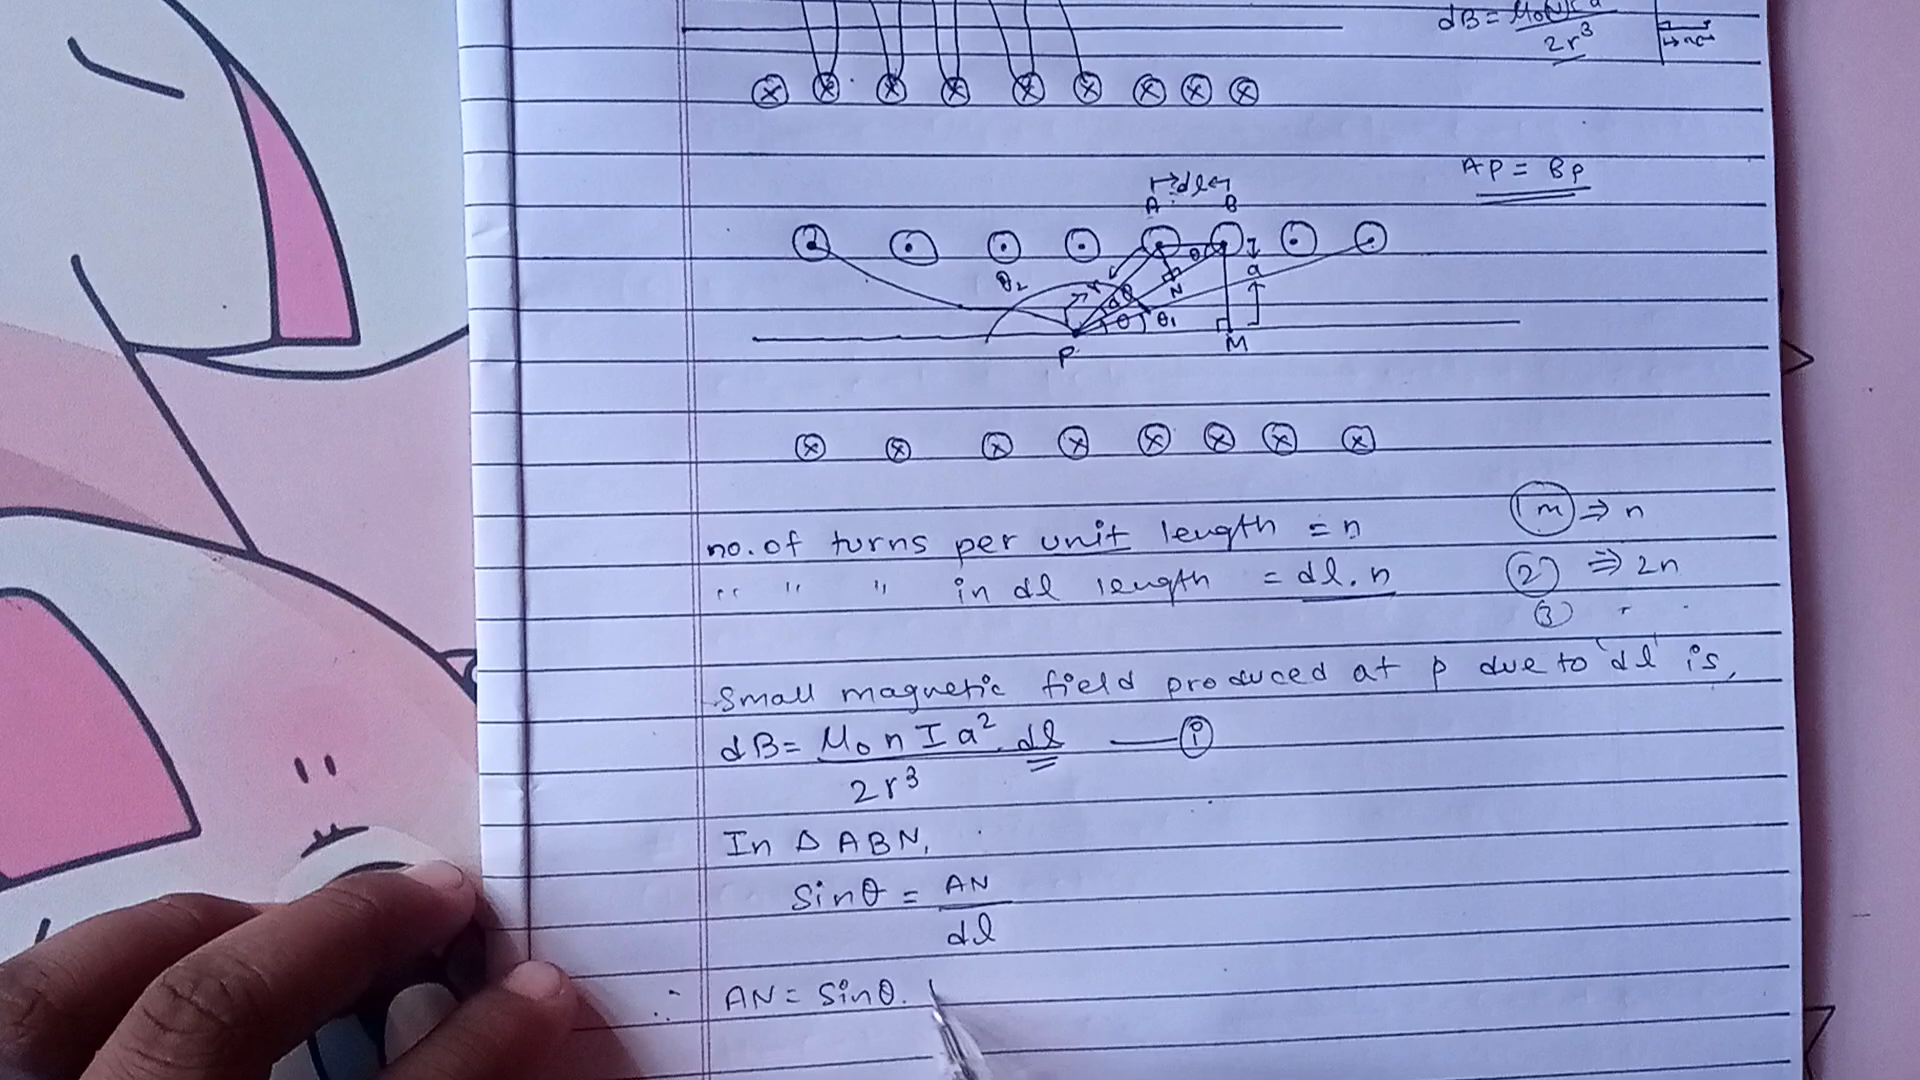 dB =
2r³
AP = BP
dl
A B
θ
a
θ₂ r dθ N
θ θ₁
P M
no. of turns per unit length = n
1m ⇒ n
" " " in dl length = dl. n
2 ⇒ 2n
3
Small magnetic field produced at p due to 'dl' is,
dB = μ₀ n I a² dl — i
2r³
In Δ ABN,
Sinθ = AN
dl
∴ AN = Sinθ.